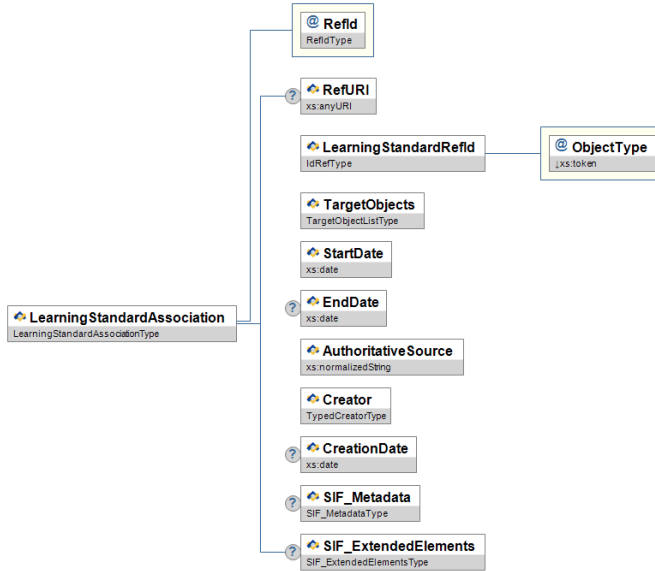 @ RefId
RefIdType
? RefURI
xs:anyURI
LearningStandardRefId
IdRefType
@ ObjectType
↓xs:token
TargetObjects
TargetObjectListType
StartDate
xs:date
LearningStandardAssociation
LearningStandardAssociationType
? EndDate
xs:date
AuthoritativeSource
xs:normalizedString
Creator
TypedCreatorType
? CreationDate
xs:date
? SIF_Metadata
SIF_MetadataType
? SIF_ExtendedElements
SIF_ExtendedElementsType